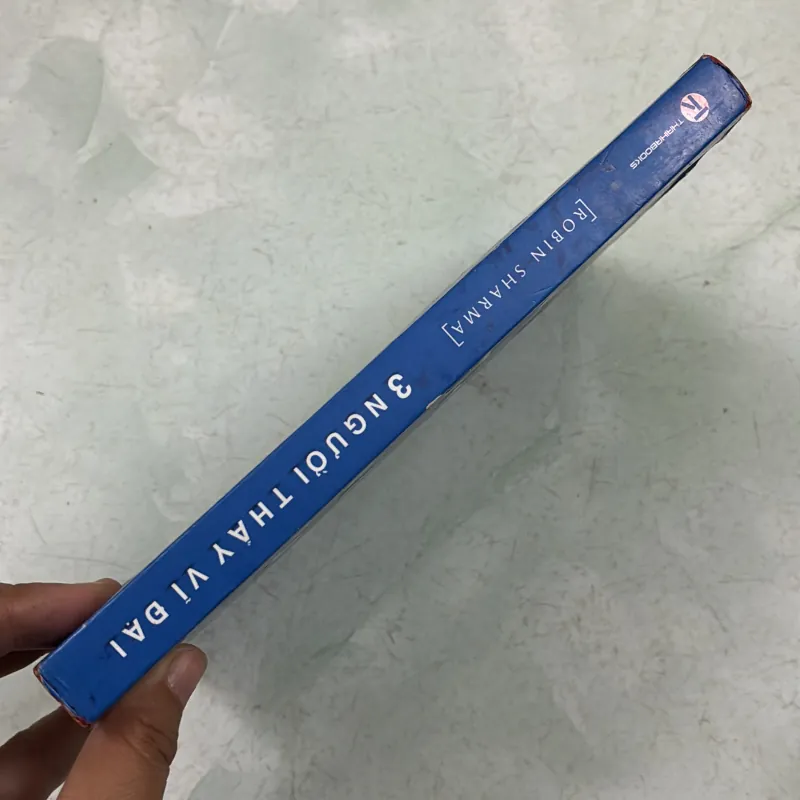 THAIHABOOKS
[ROBIN SHARMA]
3 NGƯỜI THẦY VĨ ĐẠI